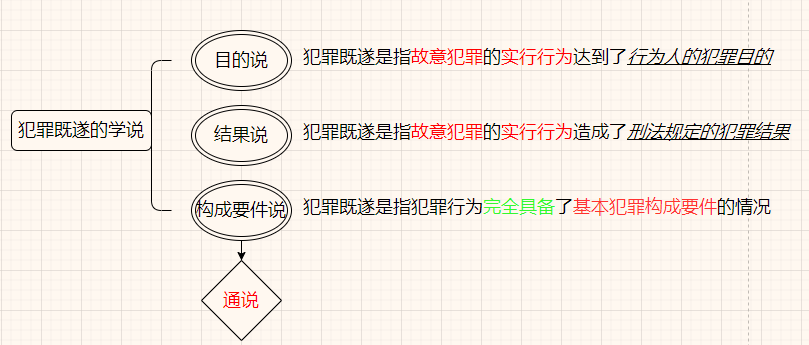 目的说
犯罪既遂是指故意犯罪的实行行为达到了行为人的犯罪目的
犯罪既遂的学说
结果说
犯罪既遂是指故意犯罪的实行行为造成了刑法规定的犯罪结果
构成要件说
犯罪既遂是指犯罪行为完全具备了基本犯罪构成要件的情况
通说